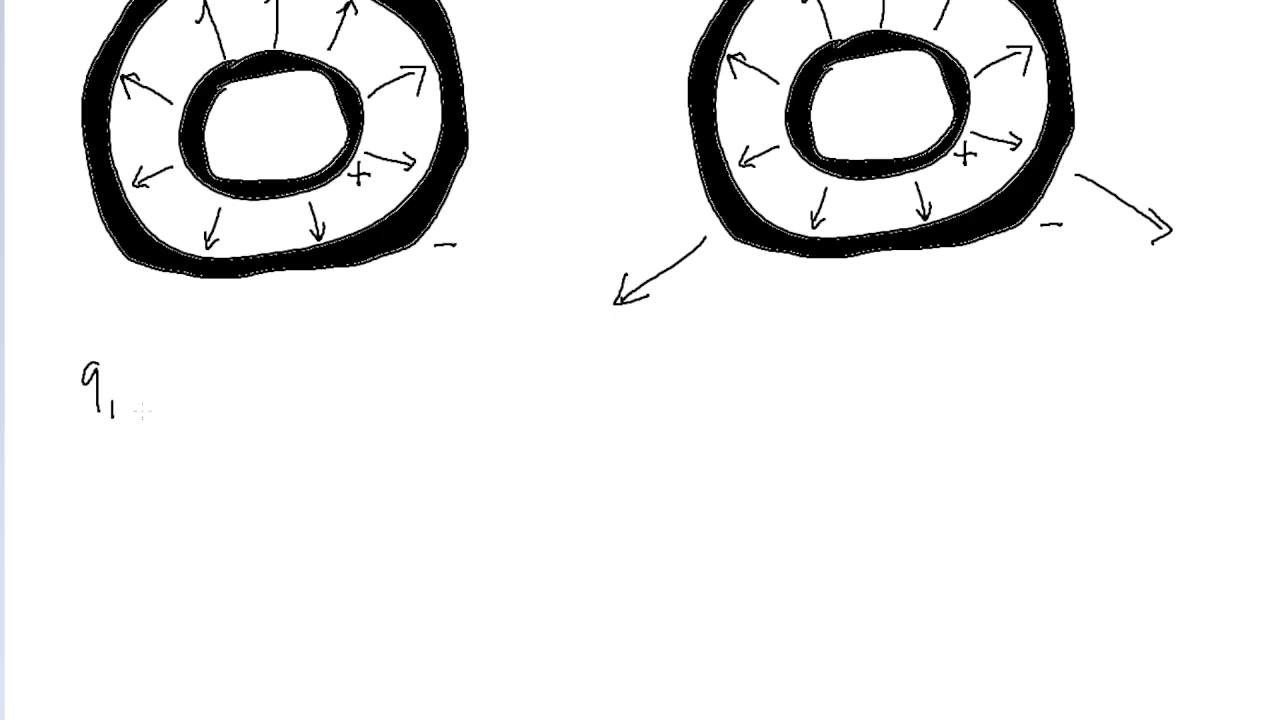 + +
- -
q₁